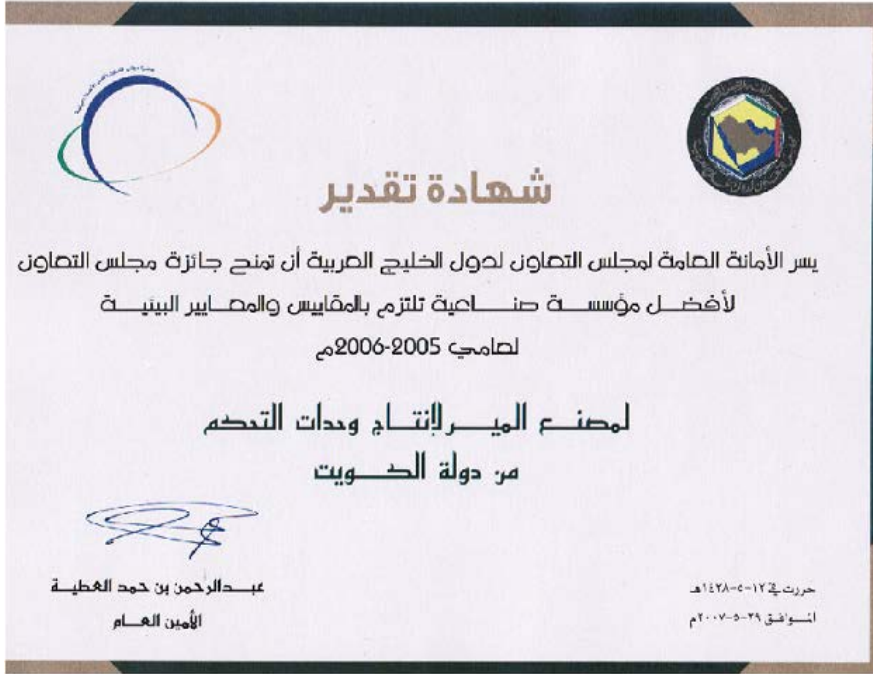 شهادة تقدير
يسر الأمانة العامة لمجلس التعاون لدول الخليج العربية أن تمنح جائزة مجلس التعاون
لأفضل مؤسسة صناعية تلتزم بالمقاييس والمعايير البيئية
لعامي 2005-2006م
لمصنع المير لإنتاج وحدات التحكم
من دولة الكويت
حررت في ١٢-٥-١٤٢٨هـ
الموافق ٢٩-٥-٢٠٠٧م
عبدالرحمن بن حمد العطية
الأمين العام